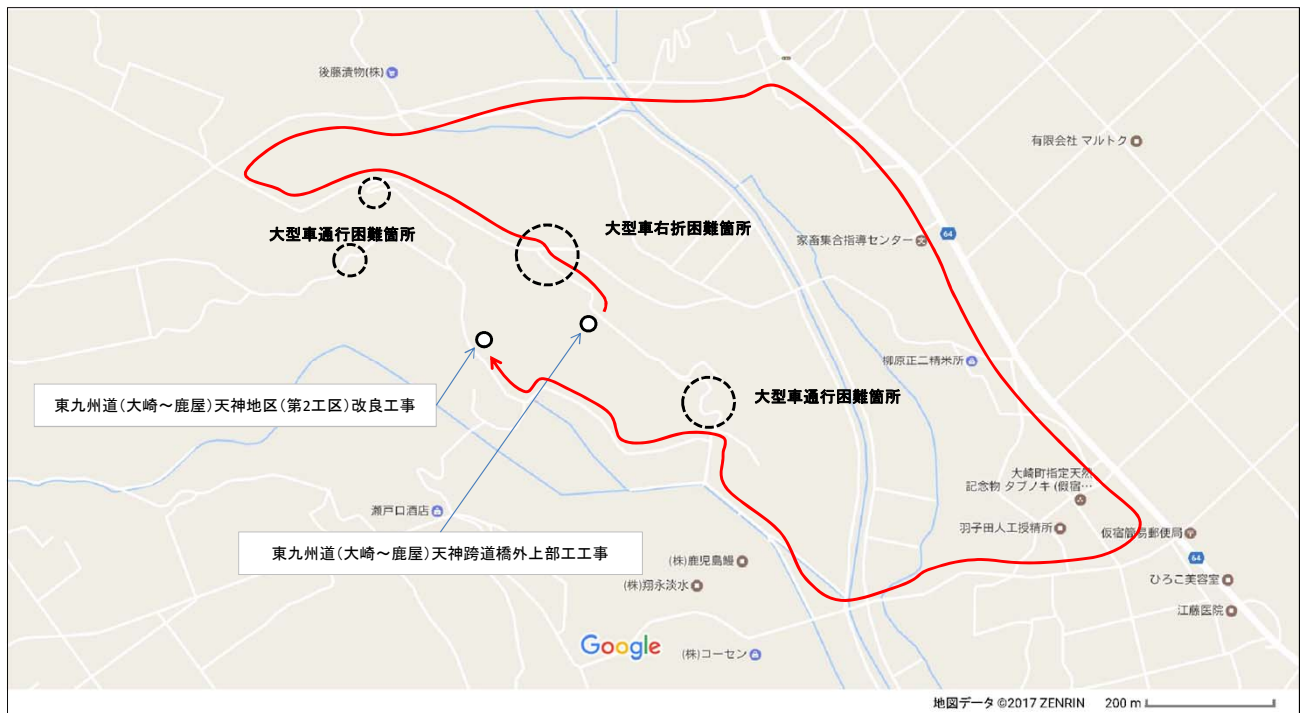 後藤漬物(株)
有限会社 マルトク
大型車通行困難箇所
大型車右折困難箇所
家畜集合指導センター
64
柳原正二精米所
東九州道(大崎～鹿屋)天神地区(第2工区)改良工事
大型車通行困難箇所
大崎町指定天然
記念物 タブノキ (假宿…
瀬戸口酒店
羽子田人工授精所
仮宿簡易郵便局
東九州道(大崎～鹿屋)天神跨道橋外上部工工事
(株)鹿児島鰻
64
(株)翔永淡水
ひろこ美容室
江藤医院
Google
(株)コーセン
地図データ ©2017 ZENRIN 200 m